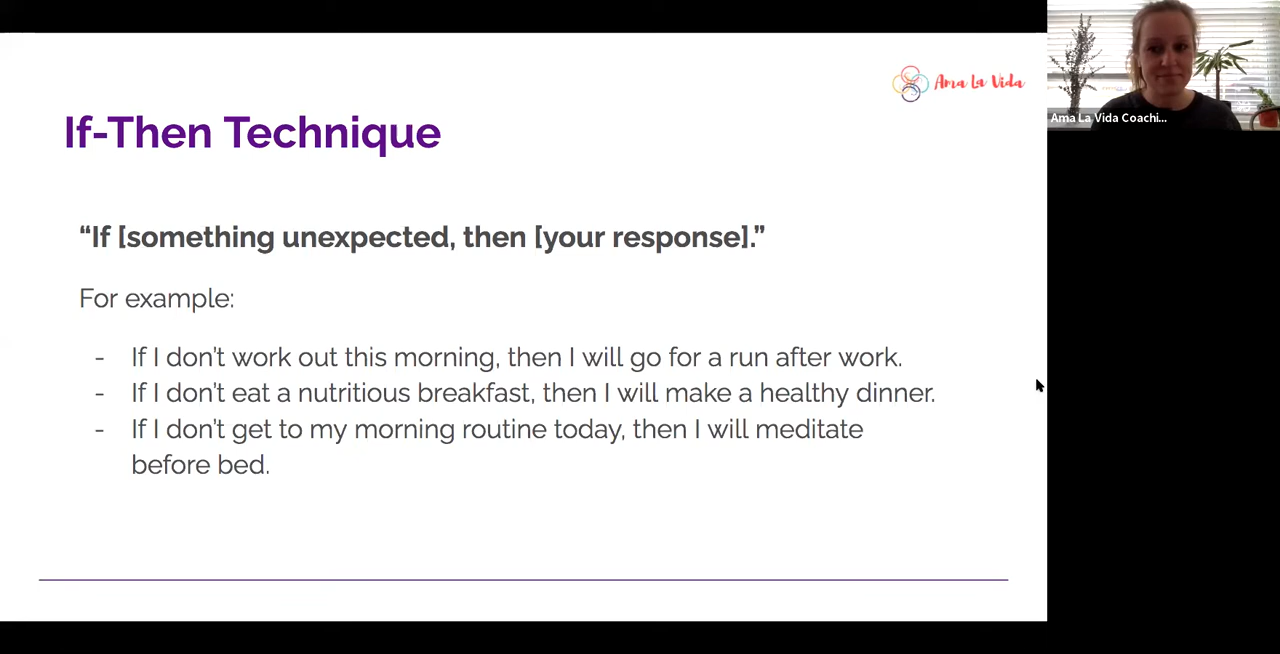 Ama La Vida
If-Then Technique
“If [something unexpected, then [your response].”
For example:
- If I don’t work out this morning, then I will go for a run after work.
- If I don’t eat a nutritious breakfast, then I will make a healthy dinner.
- If I don’t get to my morning routine today, then I will meditate
before bed.
Ama La Vida Coachi...